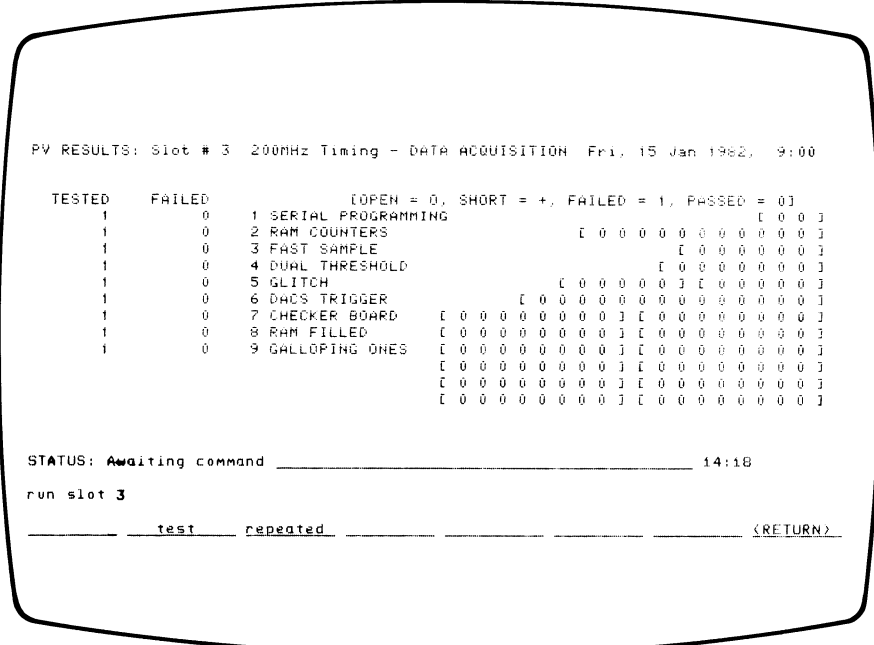 PV RESULTS: Slot # 3 200MHz Timing - DATA ACQUISITION Fri, 15 Jan 1982, 9:00
TESTED FAILED [OPEN = 0, SHORT = +, FAILED = 1, PASSED = 0]
1 0 1 SERIAL PROGRAMMING [ 0 0 ]
1 0 2 RAM COUNTERS [ 0 0 0 0 0 0 0 0 0 0 0 ]
1 0 3 FAST SAMPLE [ 0 0 0 0 0 0 ]
1 0 4 DUAL THRESHOLD [ 0 0 0 0 0 0 0 ]
1 0 5 GLITCH [ 0 0 0 0 0 ] [ 0 0 0 0 0 ]
1 0 6 DACS TRIGGER [ 0 0 0 0 0 0 0 0 0 0 0 0 0 0 ]
1 0 7 CHECKER BOARD [ 0 0 0 0 0 0 0 0 ] [ 0 0 0 0 0 0 0 0 ]
1 0 8 RAM FILLED [ 0 0 0 0 0 0 0 0 ] [ 0 0 0 0 0 0 0 0 ]
1 0 9 GALLOPING ONES [ 0 0 0 0 0 0 0 0 ] [ 0 0 0 0 0 0 0 0 ]
[ 0 0 0 0 0 0 0 0 ] [ 0 0 0 0 0 0 0 0 ]
[ 0 0 0 0 0 0 0 0 ] [ 0 0 0 0 0 0 0 0 ]
[ 0 0 0 0 0 0 0 0 ] [ 0 0 0 0 0 0 0 0 ]
STATUS: Awaiting command 14:18
run slot 3
test repeated <RETURN>